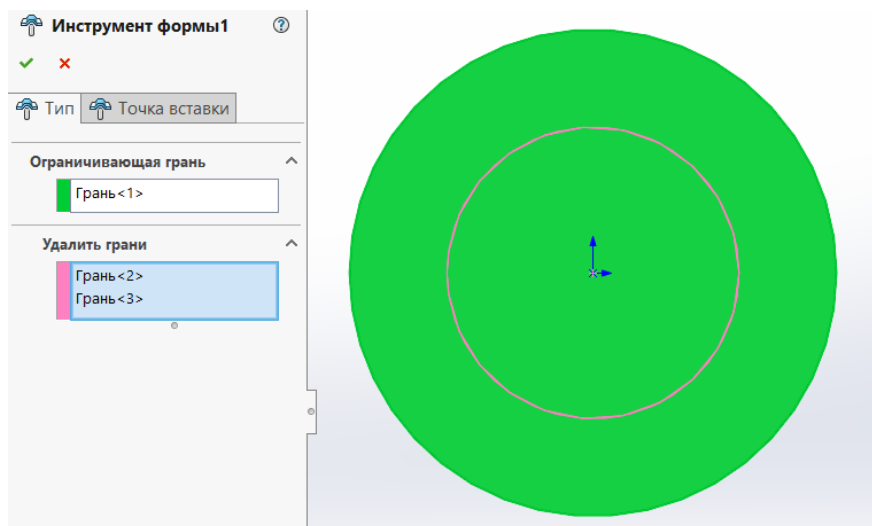 Инструмент формы1
Тип
Точка вставки
Ограничивающая грань
Грань<1>
Удалить грани
Грань<2>
Грань<3>